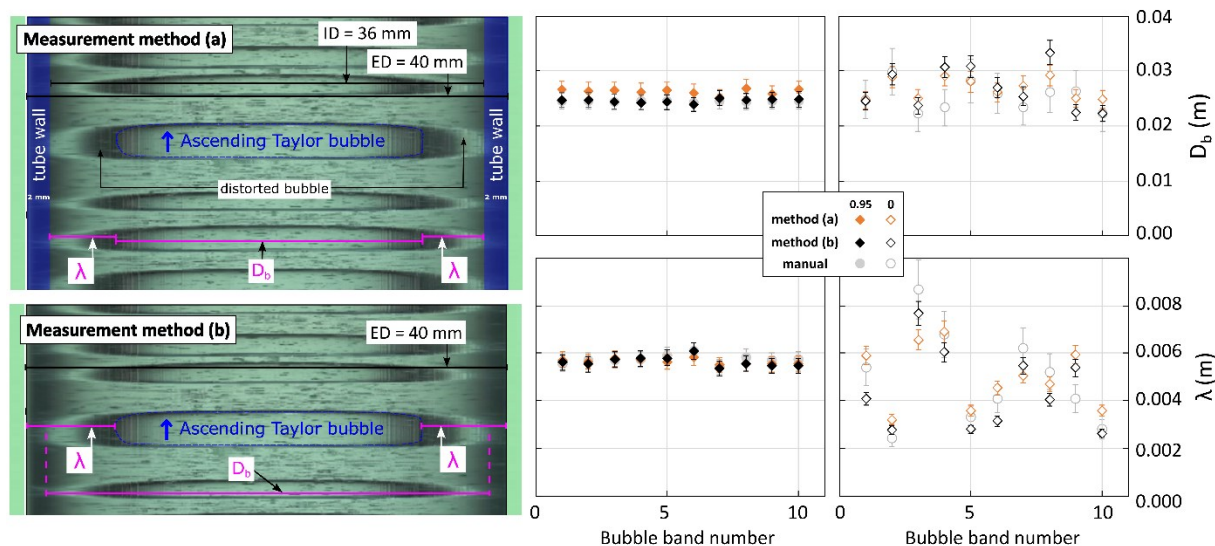 Measurement method (a)
ID = 36 mm
ED = 40 mm
tube wall
2 mm
Ascending Taylor bubble
distorted bubble
tube wall
2 mm
λ
D_b
λ
Measurement method (b)
ED = 40 mm
Ascending Taylor bubble
λ
λ
D_b
0.04
0.03
0.02
0.01
0.00
D_b (m)
0.95 0
method (a)
method (b)
manual
0.008
0.006
0.004
0.002
0.000
λ (m)
0 5 10
0 5 10
Bubble band number
Bubble band number